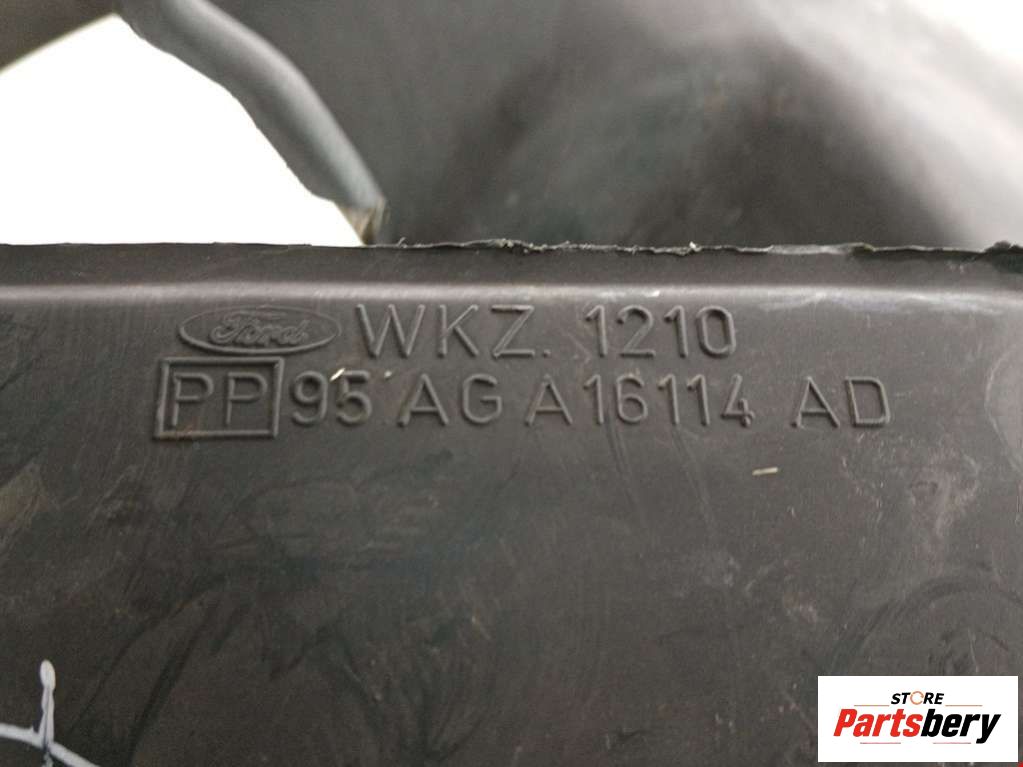 Ford WKZ. 1210
PP 95 AG A16114 AD
STORE
Partsbery